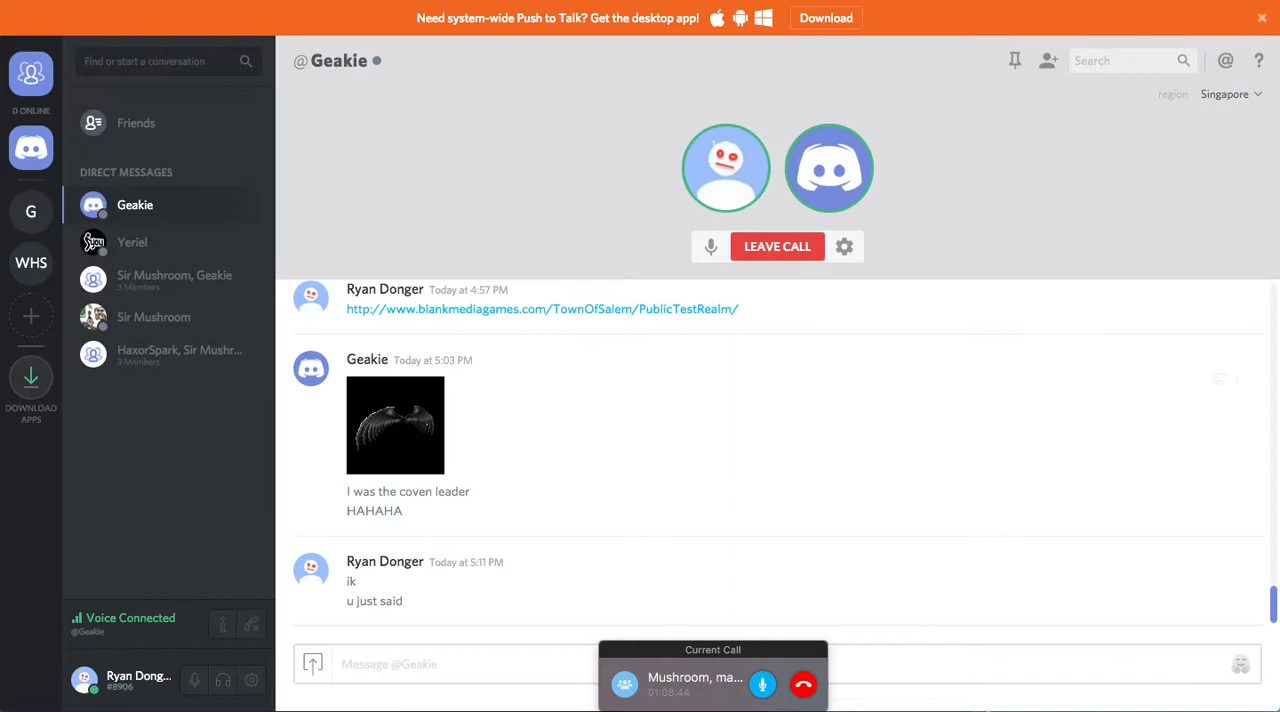 Need system-wide Push to Talk? Get the desktop app!
Download
0 ONLINE
G
WHS
DOWNLOAD
APPS
Find or start a conversation
Friends
DIRECT MESSAGES
Geakie
you
Yeriel
Sir Mushroom, Geakie
3 Members
Sir Mushroom
HaxorSpark, Sir Mushr...
3 Members
Voice Connected
@Geakie
Ryan Dong...
#8906
@Geakie
Search
@
?
region Singapore
LEAVE CALL
Ryan Donger Today at 4:57 PM
http://www.blankmediagames.com/TownOfSalem/PublicTestRealm/
Geakie Today at 5:03 PM
I was the coven leader
HAHAHA
Ryan Donger Today at 5:11 PM
ik
u just said
Message @Geakie
Current Call
Mushroom, ma...
01:08:44